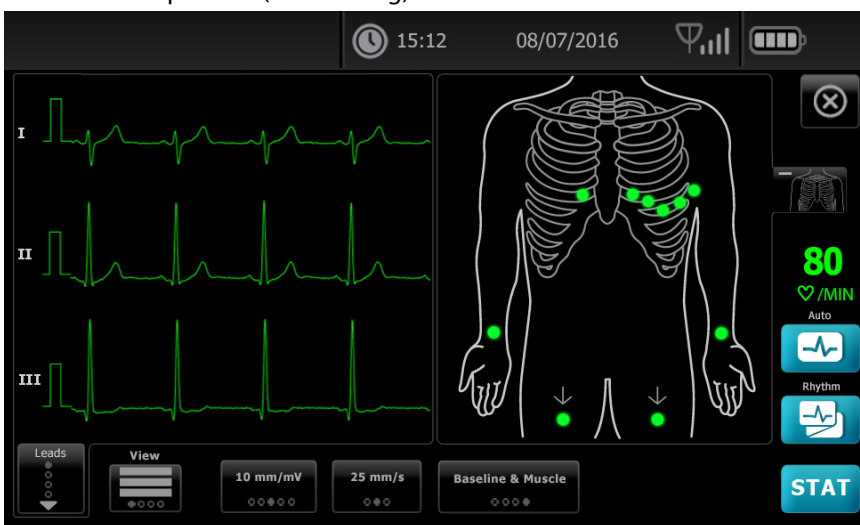 15:12 08/07/2016
I
II
80
/MIN
Auto
III
Rhythm
Leads
View
10 mm/mV
25 mm/s
Baseline & Muscle
STAT